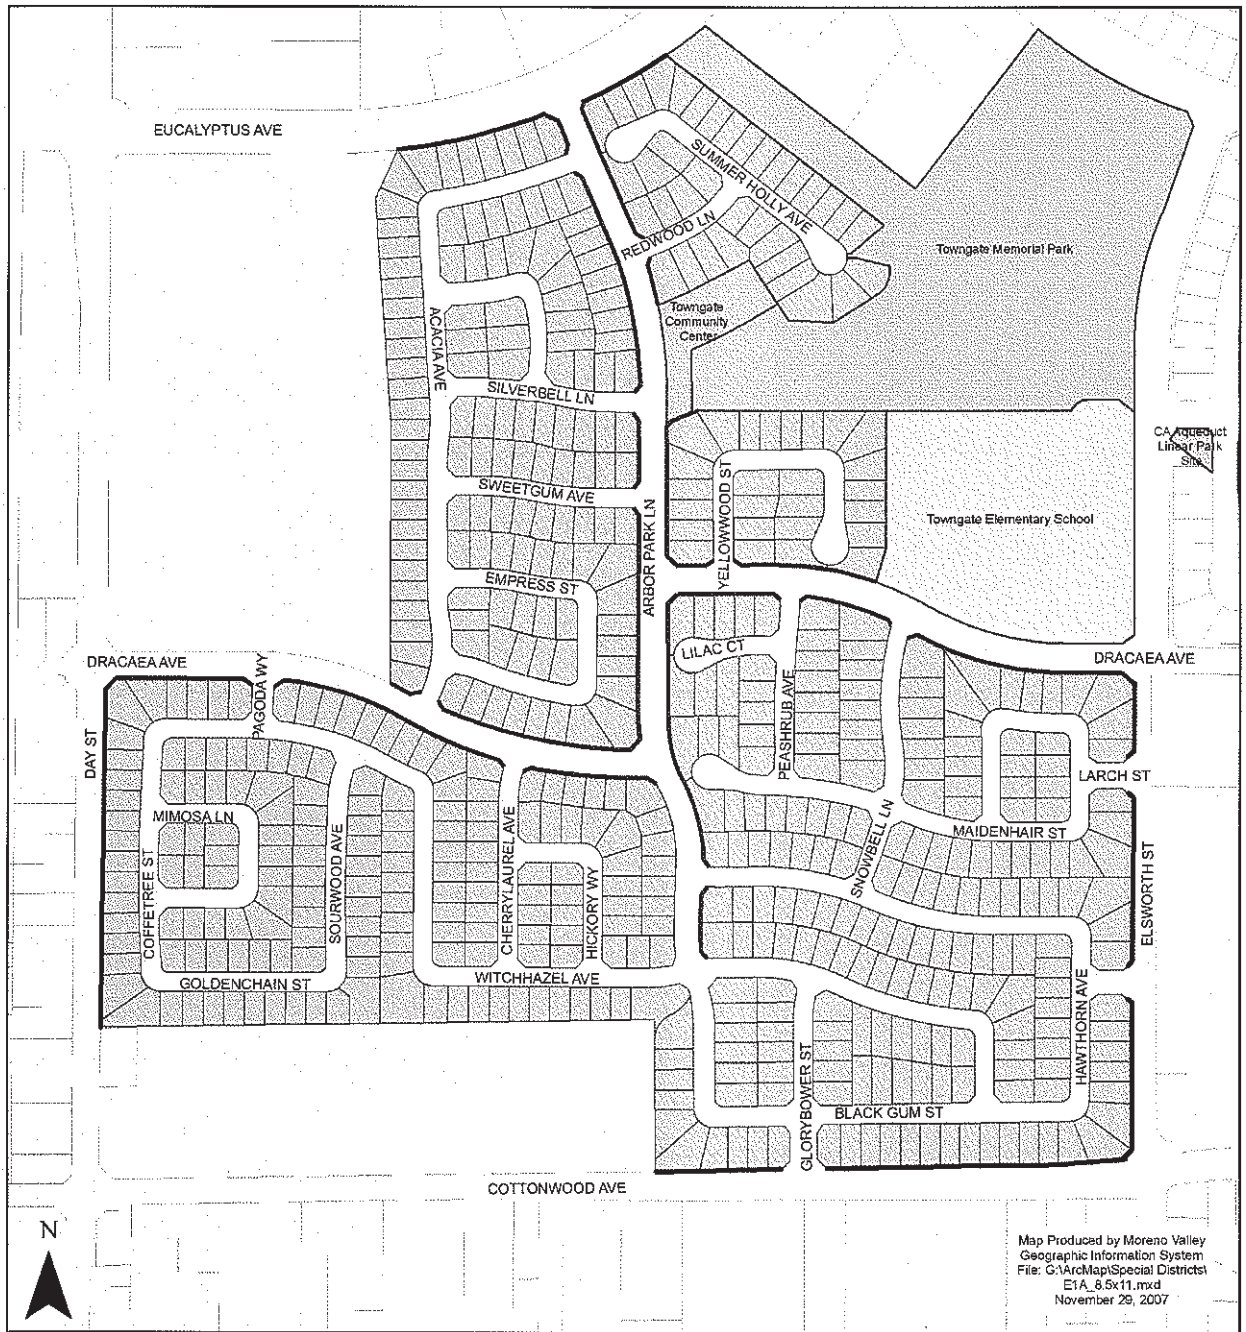 EUCALYPTUS AVE
SUMMER HOLLY AVE
REDWOOD LN
Towngate Memorial Park
Towngate
Community
Center
ACACIA AVE
SILVERBELL LN
CA Aqueduct
Linear Park
Site
SWEETGUM AVE
YELLOWWOOD ST
ARBOR PARK LN
Towngate Elementary School
EMPRESS ST
LILAC CT
DRACAEA AVE
DRACAEA AVE
PAGODA WY
PEASHRUB AVE
DAY ST
LARCH ST
MIMOSA LN
MAIDENHAIR ST
SNOWBELL LN
COFFETREE ST
SOURWOOD AVE
CHERRYLAUREL AVE
HICKORY WY
ELSWORTH ST
GOLDENCHAIN ST
WITCHHAZEL AVE
HAWTHORN AVE
GLORYBOWER ST
BLACK GUM ST
COTTONWOOD AVE
N
Map Produced by Moreno Valley
Geographic Information System
File: G:\ArcMap\Special Districts\
E1A_8.5x11.mxd
November 29, 2007